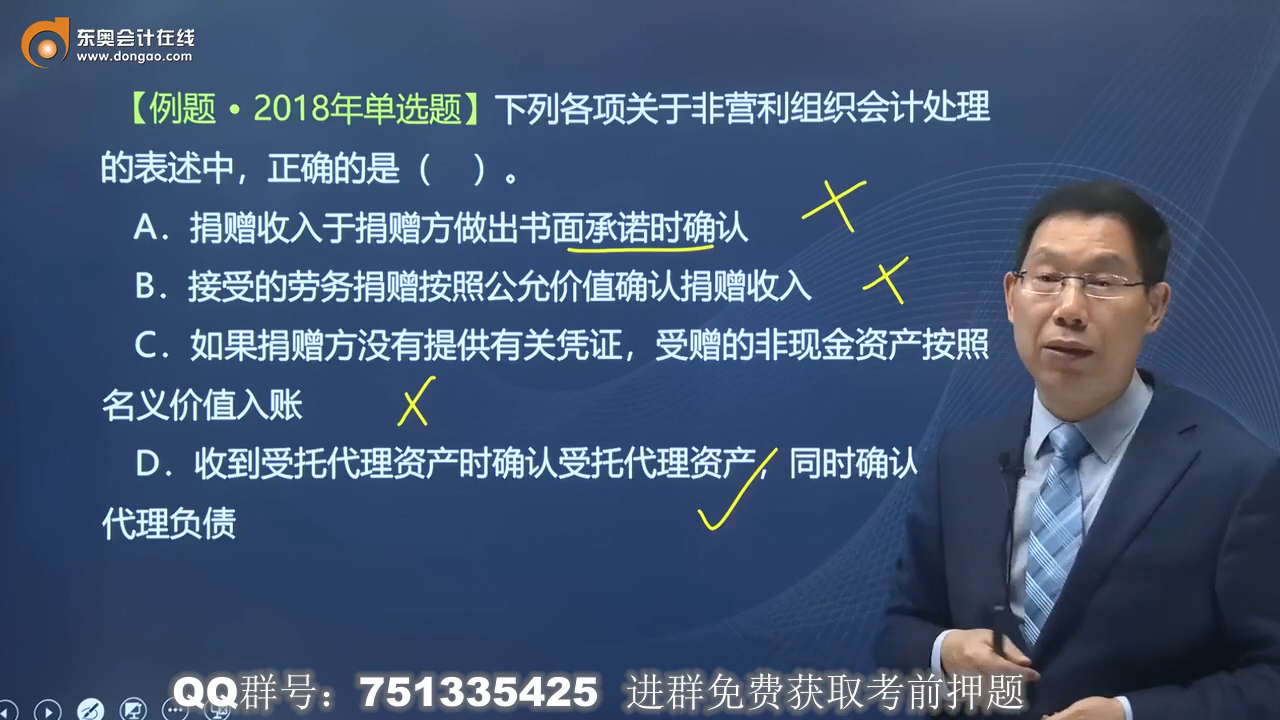 东奥会计在线
www.dongao.com
【例题•2018年单选题】下列各项关于非营利组织会计处理
的表述中，正确的是（ ）。
A．捐赠收入于捐赠方做出书面承诺时确认
B．接受的劳务捐赠按照公允价值确认捐赠收入
C．如果捐赠方没有提供有关凭证，受赠的非现金资产按照
名义价值入账
D．收到受托代理资产时确认受托代理资产，同时确认
代理负债
QQ群号：751335425 进群免费获取考前押题